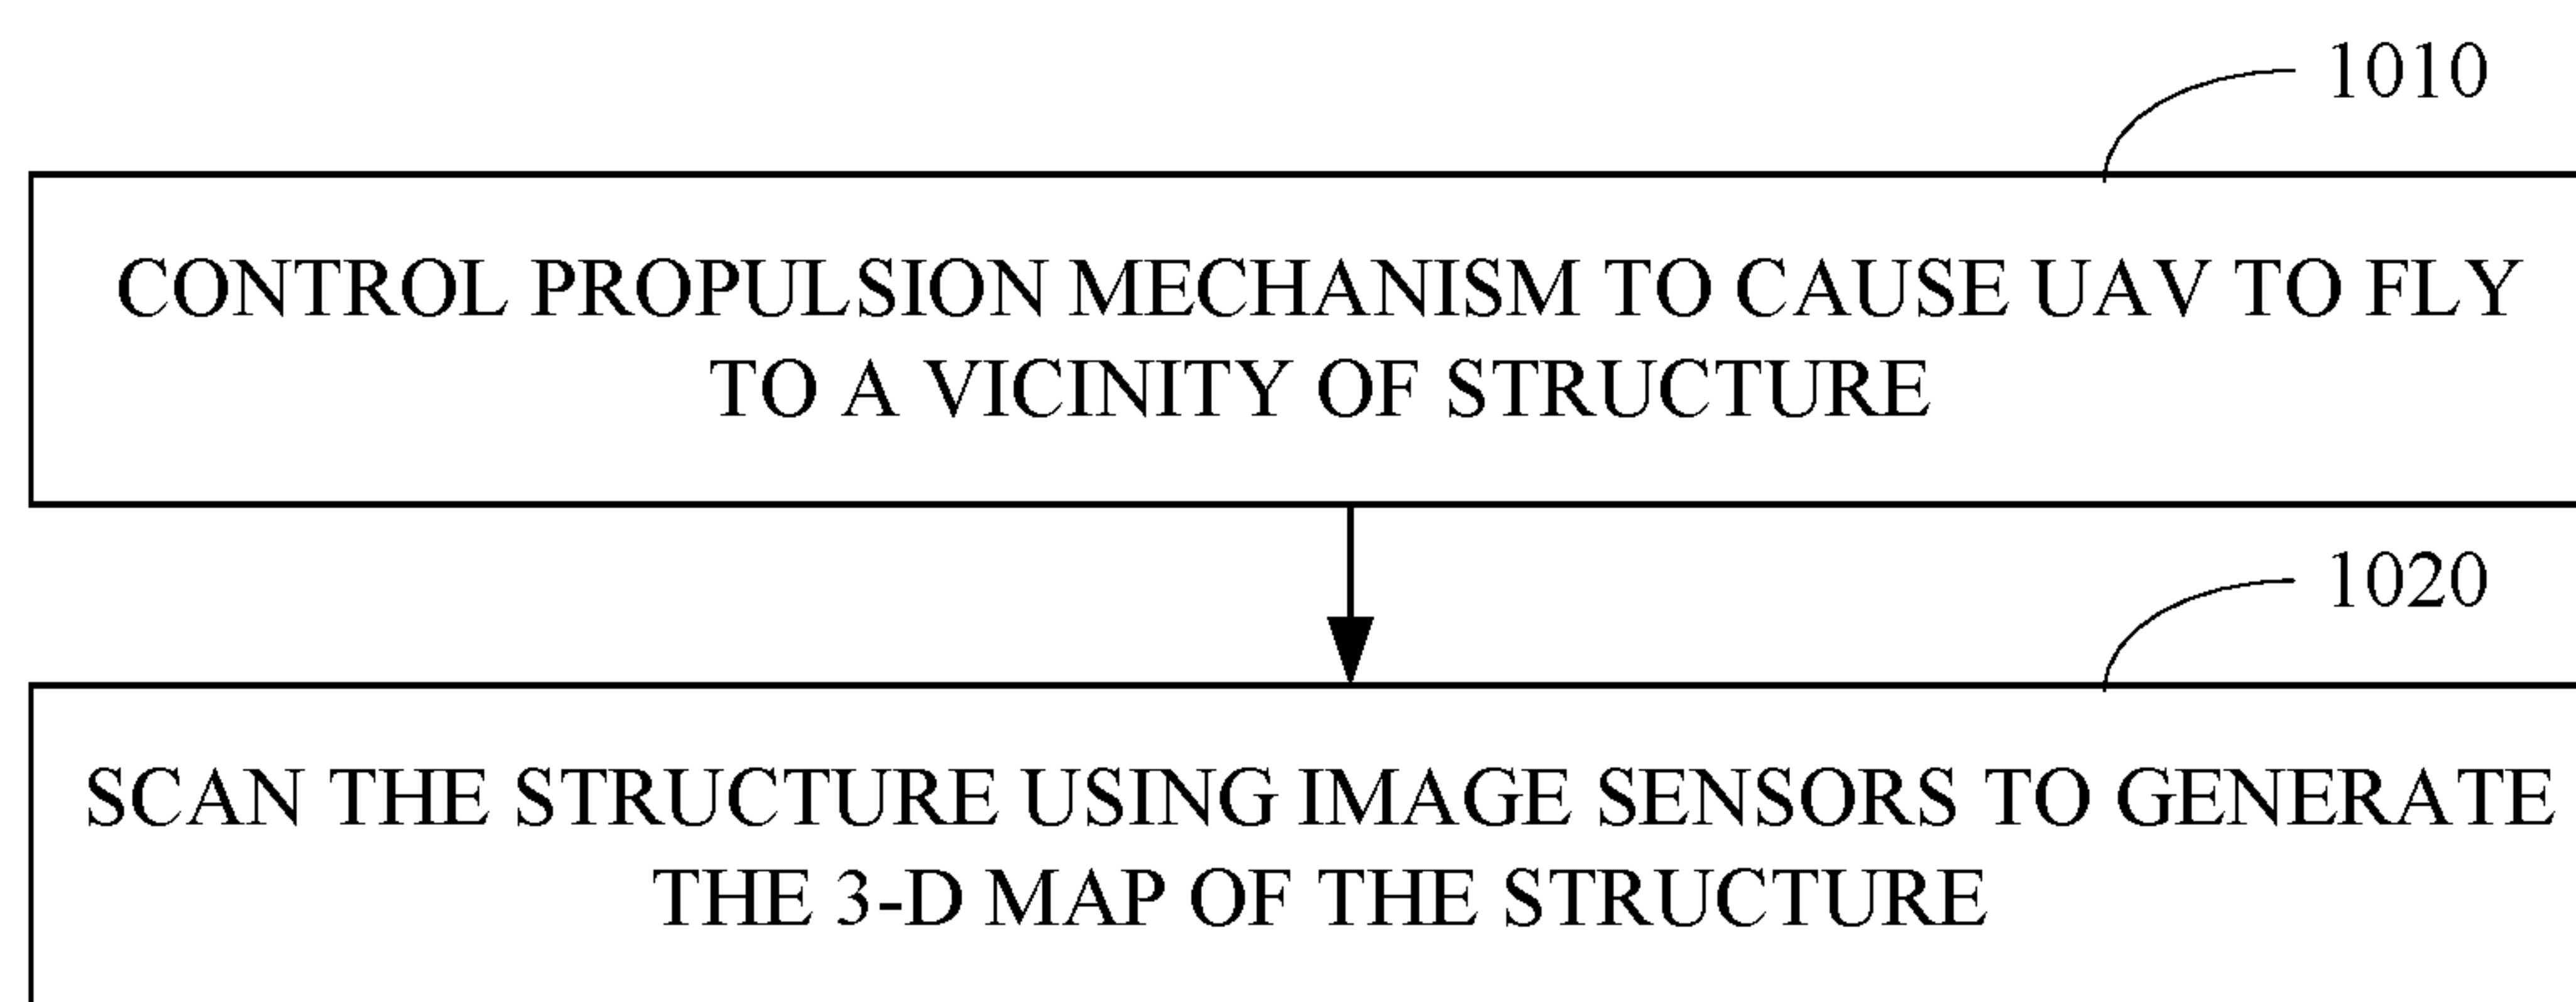 1010
CONTROL PROPULSION MECHANISM TO CAUSE UAV TO FLY
TO A VICINITY OF STRUCTURE
1020
SCAN THE STRUCTURE USING IMAGE SENSORS TO GENERATE
THE 3-D MAP OF THE STRUCTURE